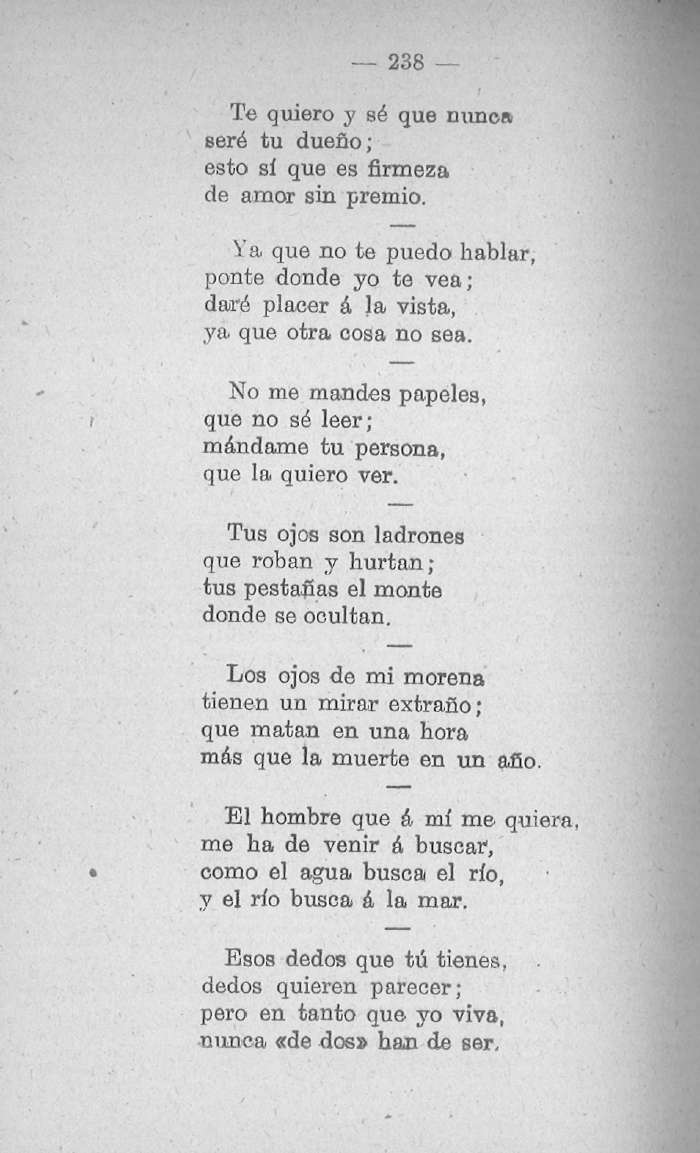 — 238 —
Te quiero y sé que nunca
seré tu dueño;
esto sí que es firmeza
de amor sin premio.
—
Ya que no te puedo hablar,
ponte donde yo te vea;
daré placer á la vista,
ya que otra cosa no sea.
—
No me mandes papeles,
que no sé leer;
mándame tu persona,
que la quiero ver.
—
Tus ojos son ladrones
que roban y hurtan;
tus pestañas el monte
donde se ocultan.
—
Los ojos de mi morena
tienen un mirar extraño;
que matan en una hora
más que la muerte en un año.
—
El hombre que á mí me quiera,
me ha de venir á buscar,
como el agua busca el río,
y el río busca á la mar.
—
Esos dedos que tú tienes,
dedos quieren parecer;
pero en tanto que yo viva,
nunca «de dos» han de ser.